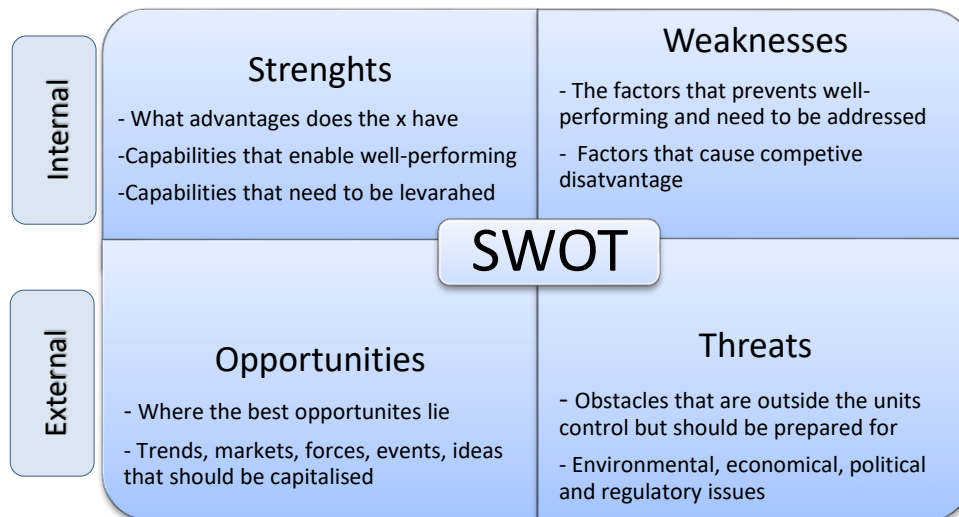 Internal
Strenghts
- What advantages does the x have
-Capabilities that enable well-performing
-Capabilities that need to be levarahed
Weaknesses
- The factors that prevents well-
performing and need to be addressed
- Factors that cause competive
disatvantage
SWOT
External
Opportunities
- Where the best opportunites lie
- Trends, markets, forces, events, ideas
that should be capitalised
Threats
- Obstacles that are outside the units
control but should be prepared for
- Environmental, economical, political
and regulatory issues